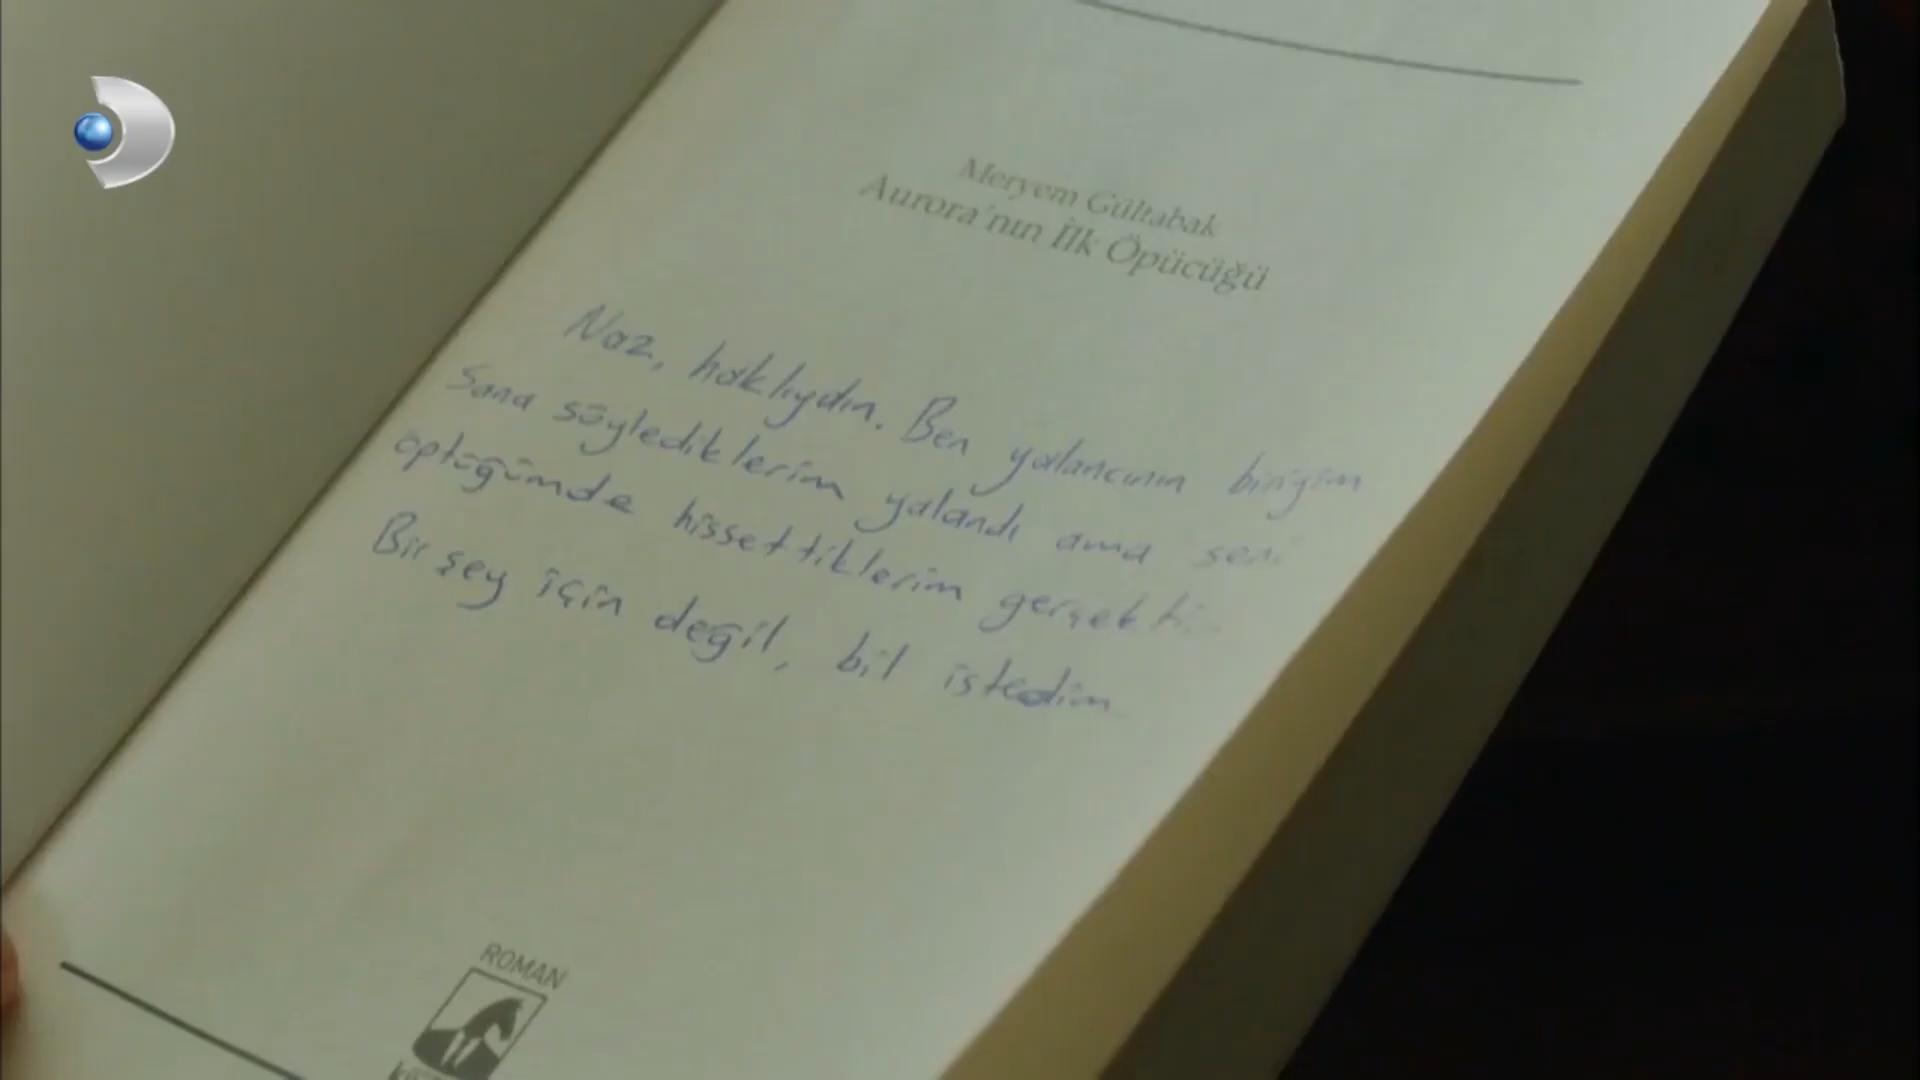 Meryem Gültabak
Aurora'nın İlk Öpücüğü
Naz, haklıydın. Ben yalancının biriyim
Sana söylediklerim yalandı ama seni
öptüğümde hissettiklerim gerçekti.
Bir şey için değil, bil istedim
ROMAN